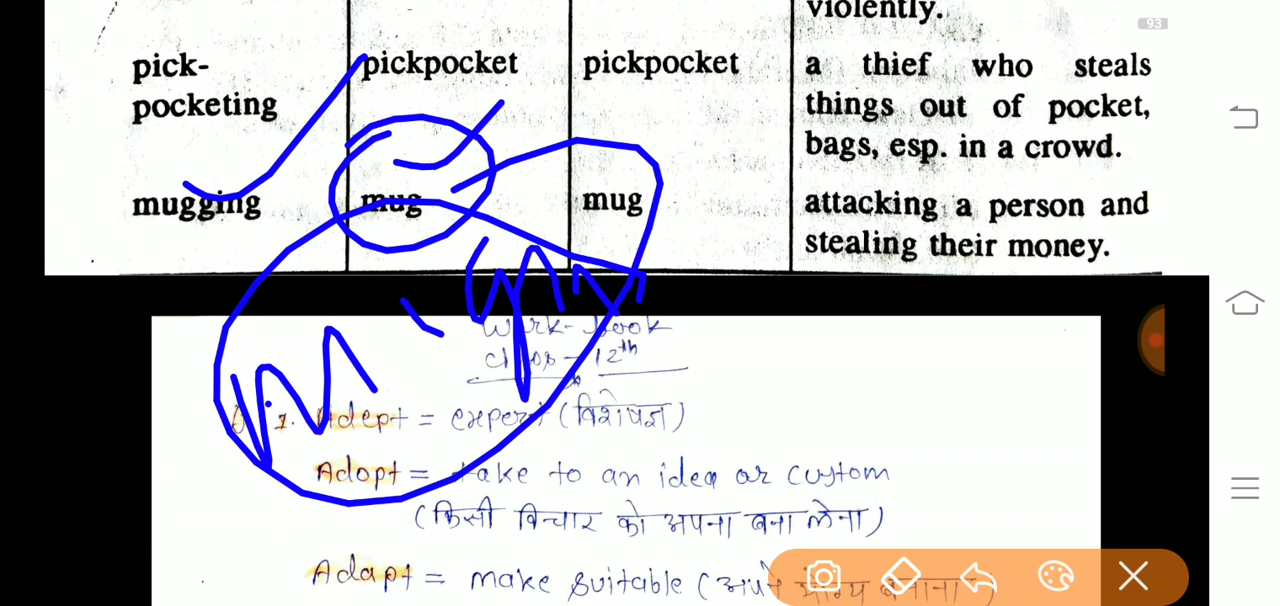 violently.
93
pick-pocketing pickpocket pickpocket a thief who steals things out of pocket, bags, esp. in a crowd.
mugging mug mug attacking a person and stealing their money.
Work-Book
Class - 12th
1. Adept = expert (विशेषज्ञ)
Adopt = take to an idea or custom
(किसी विचार को अपना बना लेना)
Adapt = make suitable (अपने योग्य बनाना)